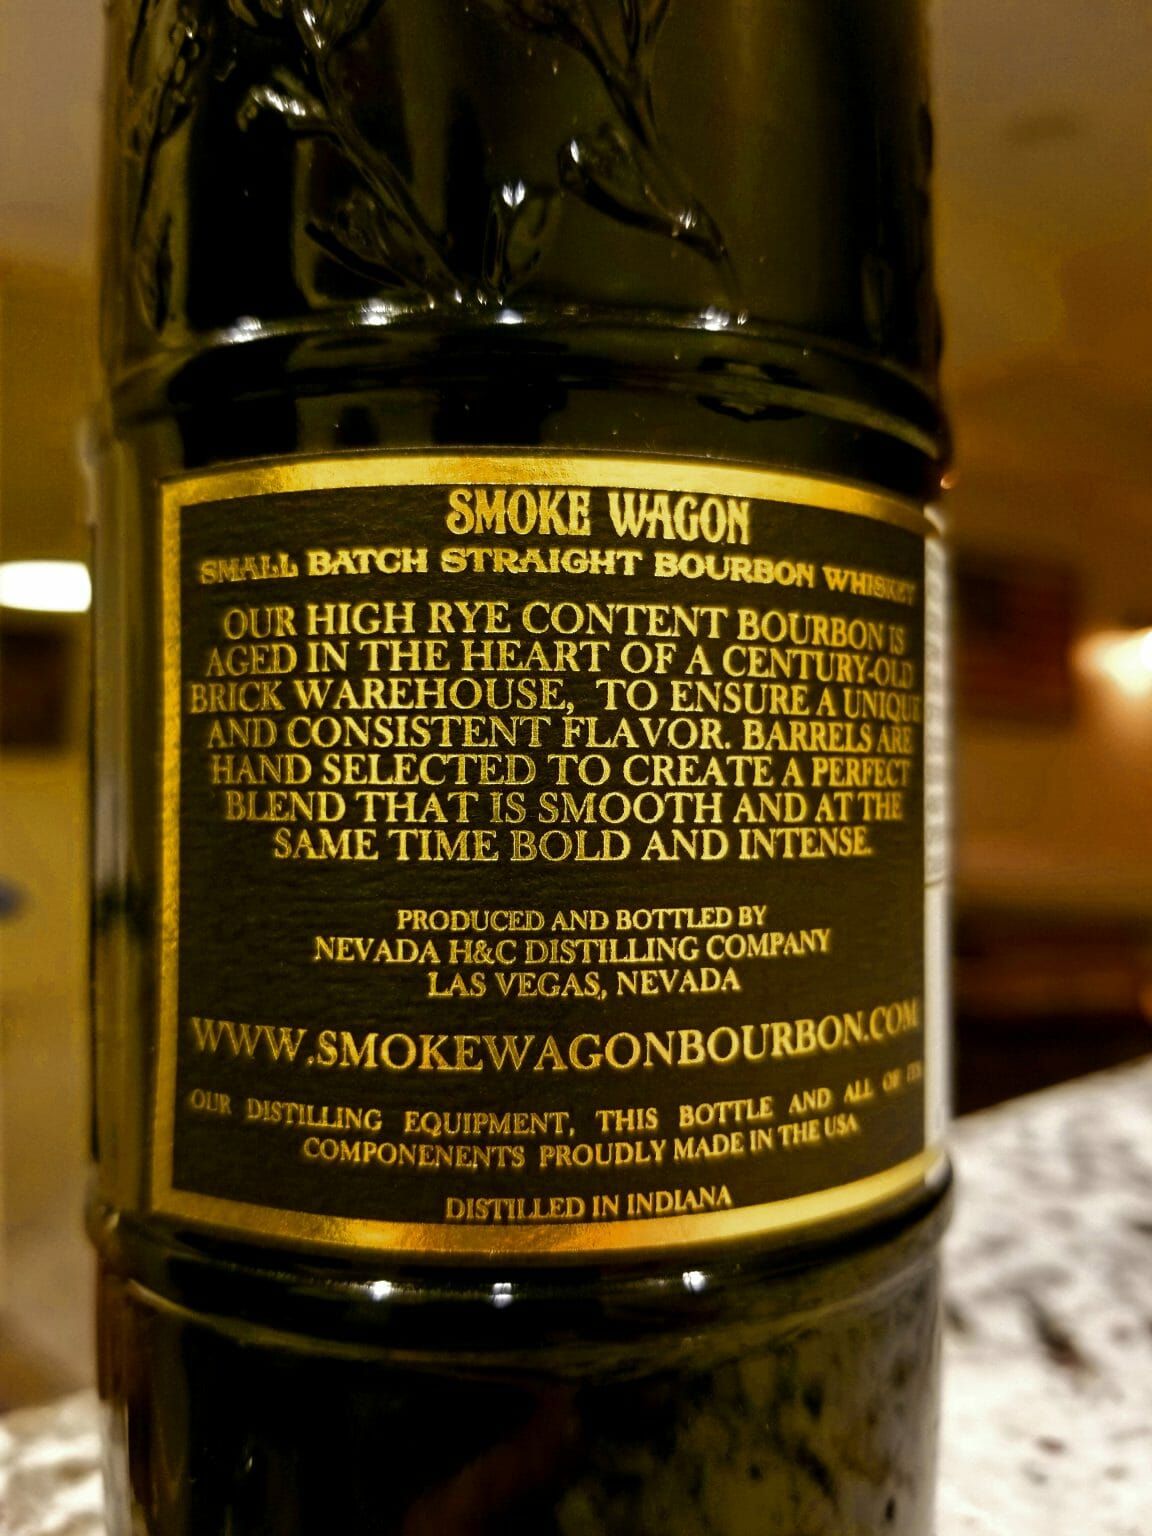 SMOKE WAGON
SMALL BATCH STRAIGHT BOURBON WHISKEY
OUR HIGH RYE CONTENT BOURBON IS
AGED IN THE HEART OF A CENTURY-OLD
BRICK WAREHOUSE, TO ENSURE A UNIQUE
AND CONSISTENT FLAVOR. BARRELS ARE
HAND SELECTED TO CREATE A PERFECT
BLEND THAT IS SMOOTH AND AT THE
SAME TIME BOLD AND INTENSE.
PRODUCED AND BOTTLED BY
NEVADA H&C DISTILLING COMPANY
LAS VEGAS, NEVADA
WWW.SMOKEWAGONBOURBON.COM
OUR DISTILLING EQUIPMENT, THIS BOTTLE AND ALL OF ITS
COMPONENENTS PROUDLY MADE IN THE USA
DISTILLED IN INDIANA